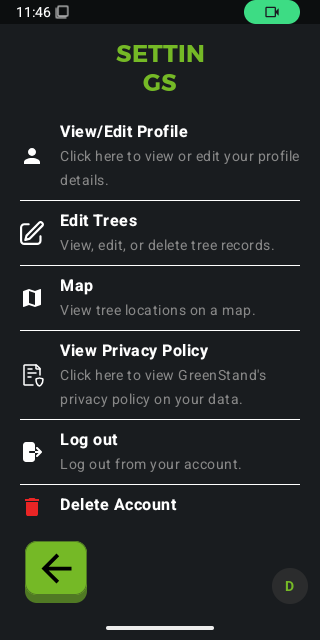 11:46
SETTIN
GS
View/Edit Profile
Click here to view or edit your profile
details.
Edit Trees
View, edit, or delete tree records.
Map
View tree locations on a map.
View Privacy Policy
Click here to view GreenStand's
privacy policy on your data.
Log out
Log out from your account.
Delete Account
D